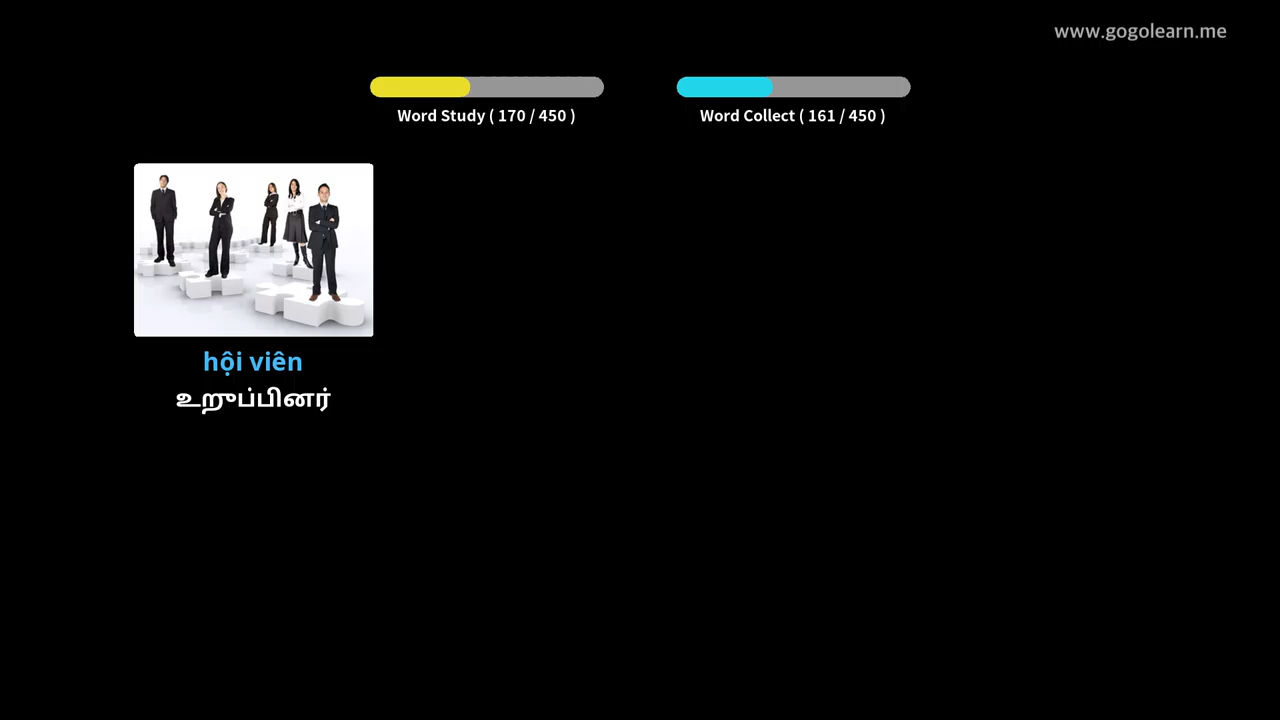 www.gogolearn.me
Word Study ( 170 / 450 )
Word Collect ( 161 / 450 )
hội viên
உறுப்பினர்